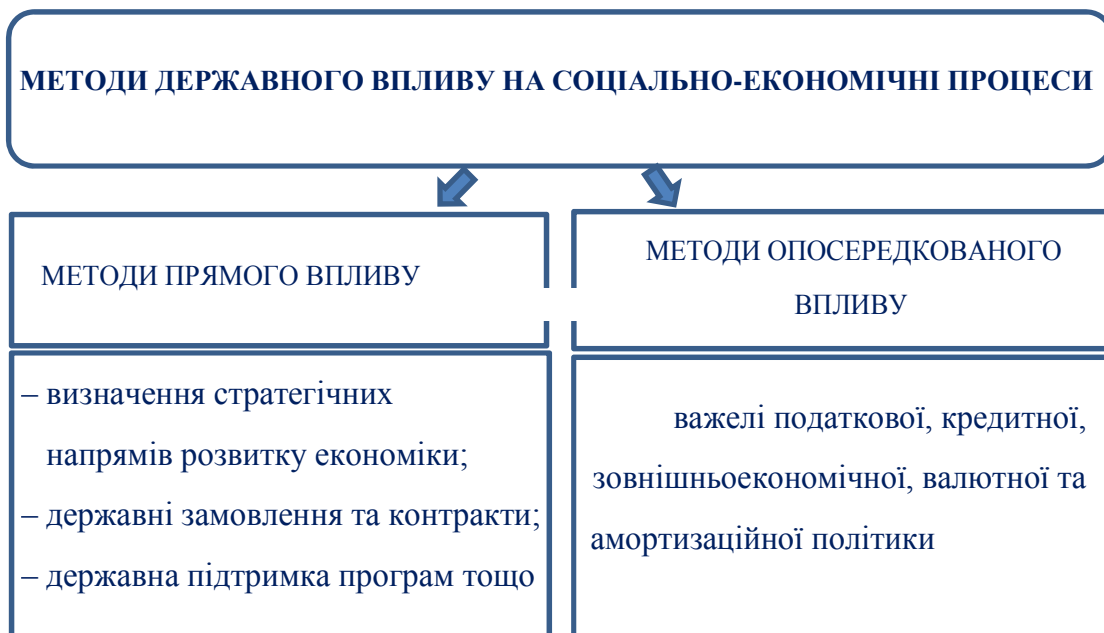 МЕТОДИ ДЕРЖАВНОГО ВПЛИВУ НА СОЦІАЛЬНО-ЕКОНОМІЧНІ ПРОЦЕСИ
МЕТОДИ ПРЯМОГО ВПЛИВУ
– визначення стратегічних
напрямів розвитку економіки;
– державні замовлення та контракти;
– державна підтримка програм тощо
МЕТОДИ ОПОСЕРЕДКОВАНОГО
ВПЛИВУ
важелі податкової, кредитної,
зовнішньоекономічної, валютної та
амортизаційної політики